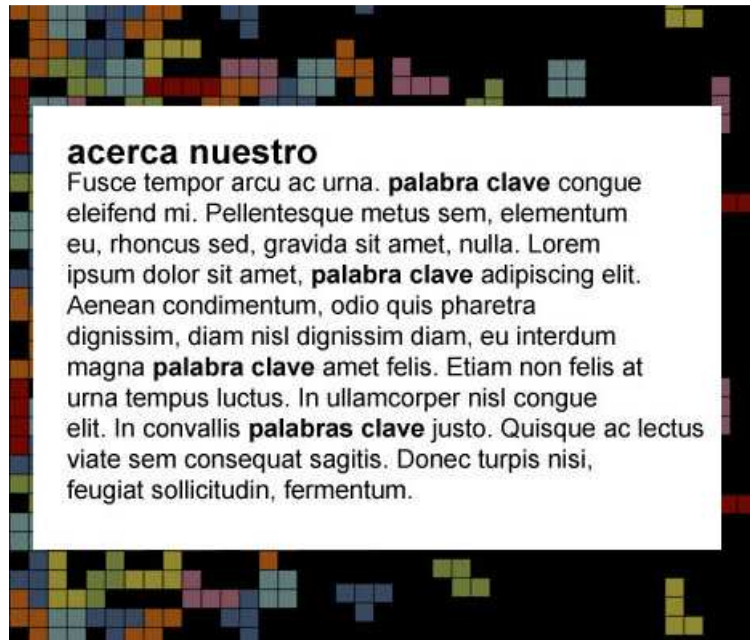 acerca nuestro
Fusce tempor arcu ac urna. palabra clave congue
eleifend mi. Pellentesque metus sem, elementum
eu, rhoncus sed, gravida sit amet, nulla. Lorem
ipsum dolor sit amet, palabra clave adipiscing elit.
Aenean condimentum, odio quis pharetra
dignissim, diam nisl dignissim diam, eu interdum
magna palabra clave amet felis. Etiam non felis at
urna tempus luctus. In ullamcorper nisl congue
elit. In convallis palabras clave justo. Quisque ac lectus
viate sem consequat sagitis. Donec turpis nisi,
feugiat sollicitudin, fermentum.